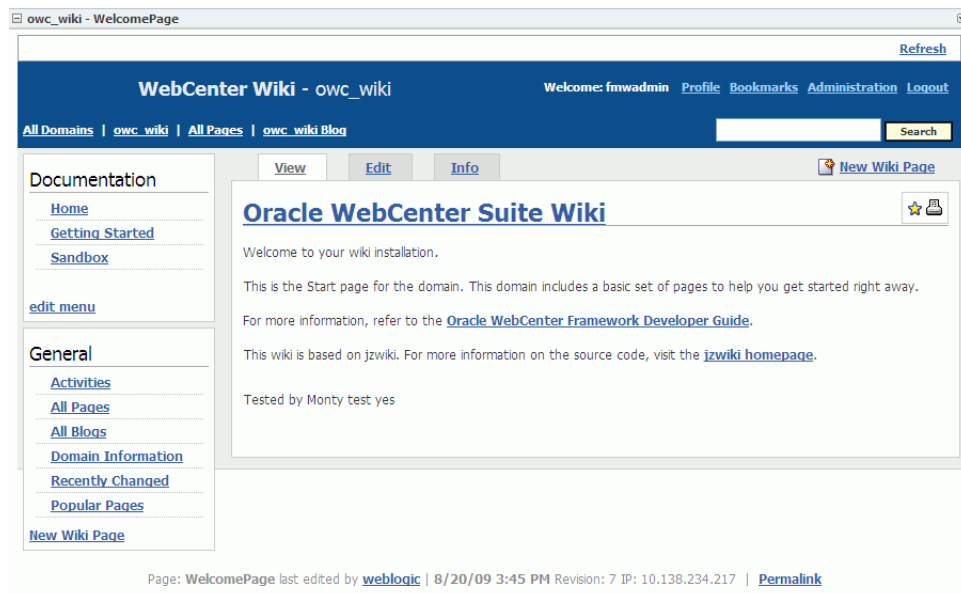 owc_wiki - WelcomePage
Refresh
WebCenter Wiki - owc_wiki
Welcome: fmwadmin Profile Bookmarks Administration Logout
All Domains | owc_wiki | All Pages | owc_wiki Blog
Search
Documentation
Home
Getting Started
Sandbox
edit menu
General
Activities
All Pages
All Blogs
Domain Information
Recently Changed
Popular Pages
New Wiki Page
View Edit Info
New Wiki Page
Oracle WebCenter Suite Wiki
Welcome to your wiki installation.
This is the Start page for the domain. This domain includes a basic set of pages to help you get started right away.
For more information, refer to the Oracle WebCenter Framework Developer Guide.
This wiki is based on jzwiki. For more information on the source code, visit the jzwiki homepage.
Tested by Monty test yes
Page: WelcomePage last edited by weblogic | 8/20/09 3:45 PM Revision: 7 IP: 10.138.234.217 | Permalink